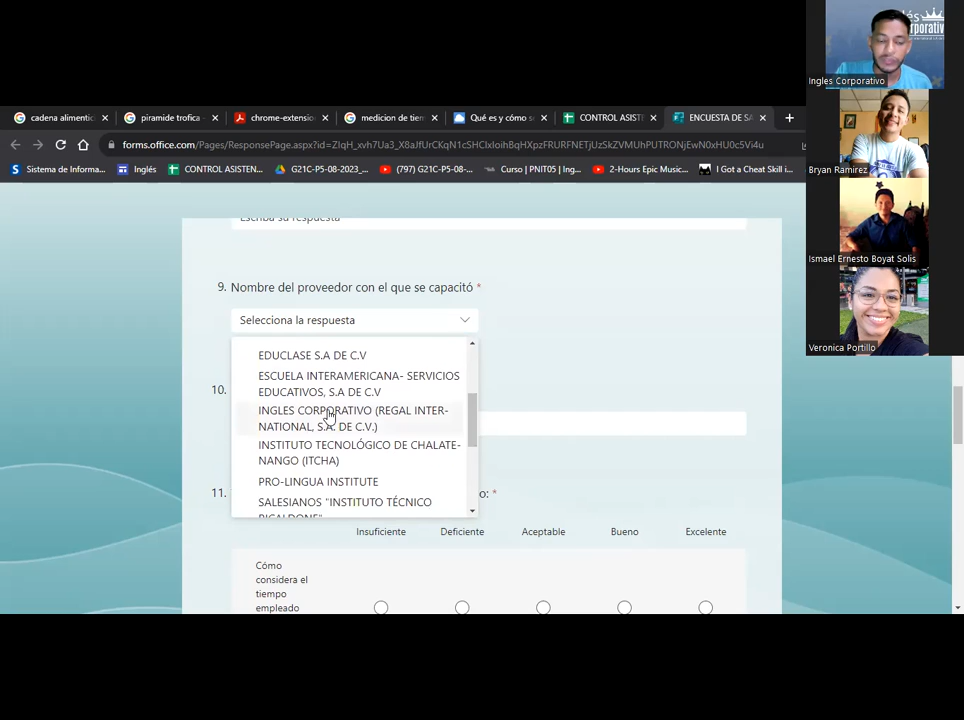 cadena alimentic
piramide trofica -
chrome-extensio
medicion de tie
Qué es y cómo s
CONTROL ASIST
ENCUESTA DE SA
forms.office.com/Pages/ResponsePage.aspx?id=
Sistema de Informa...
Inglés
CONTROL ASISTEN...
G21C-P5-08-2023_...
(797) G21C-P5-08-...
Curso | PNIT05 | Ing...
2-Hours Epic Music...
I Got a Cheat Skill i...
Escriba su respuesta
9. Nombre del proveedor con el que se capacitó *
Selecciona la respuesta
EDUCLASE S.A DE C.V
ESCUELA INTERAMERICANA- SERVICIOS
EDUCATIVOS, S.A DE C.V
10.
INGLES CORPORATIVO (REGAL INTER-
NATIONAL, S.A. DE C.V.)
INSTITUTO TECNOLÓGICO DE CHALATE-
NANGO (ITCHA)
PRO-LINGUA INSTITUTE
11.
o: *
SALESIANOS "INSTITUTO TÉCNICO
RICALDONE"
Insuficiente
Deficiente
Aceptable
Bueno
Excelente
Cómo
considera el
tiempo
empleado
Ingles Corporativo
Bryan Ramirez
Ismael Ernesto Boyat Solis
Veronica Portillo